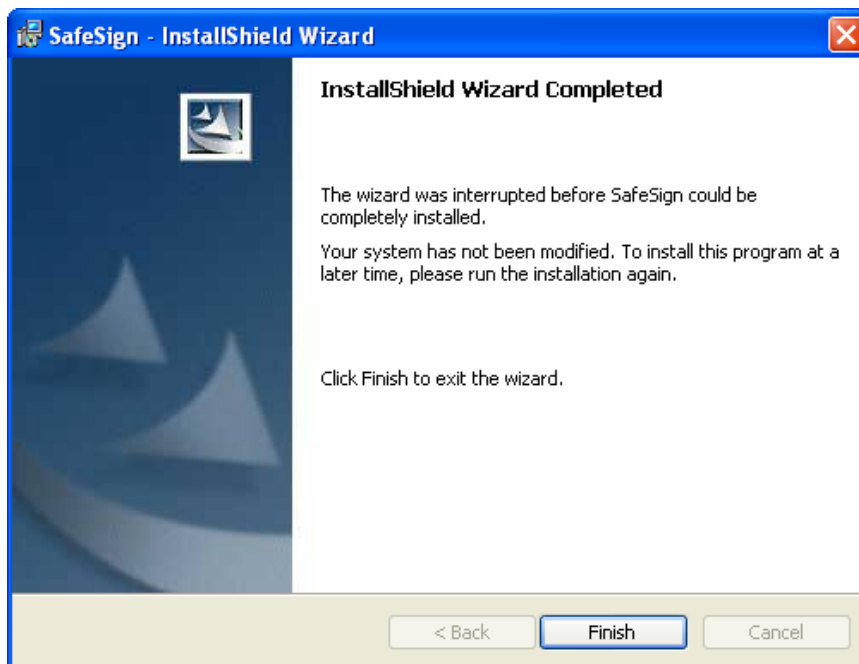 SafeSign - InstallShield Wizard
InstallShield Wizard Completed
The wizard was interrupted before SafeSign could be
completely installed.
Your system has not been modified. To install this program at a
later time, please run the installation again.
Click Finish to exit the wizard.
< Back
Finish
Cancel